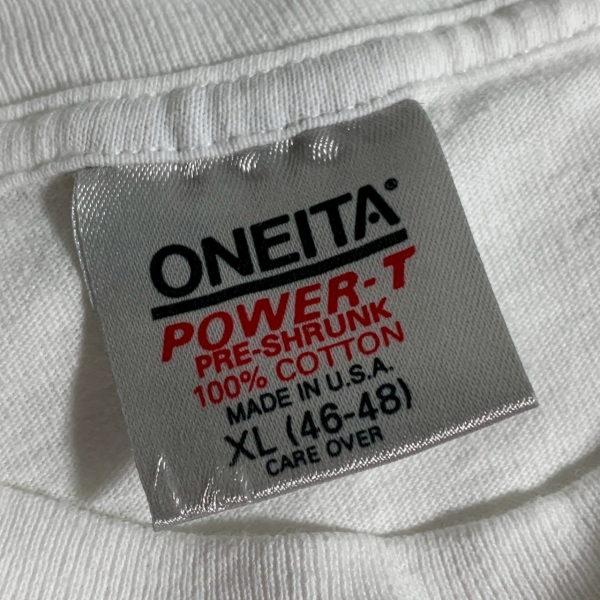 ONEITA®
POWER-T
PRE-SHRUNK
100% COTTON
MADE IN U.S.A.
XL (46-48)
CARE OVER